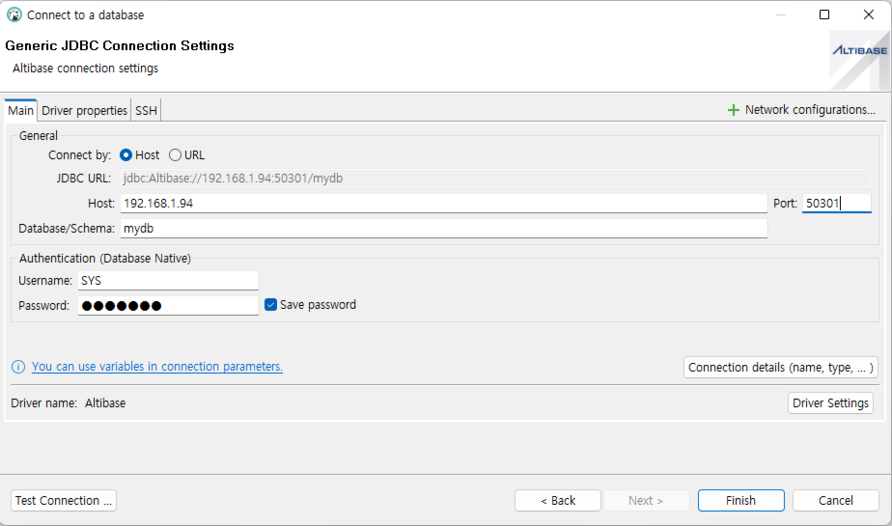 Connect to a database
Generic JDBC Connection Settings
Altibase connection settings
ALTIBASE
Main Driver properties SSH
Network configurations...
General
Connect by: Host URL
JDBC URL: jdbc:Altibase://192.168.1.94:50301/mydb
Host: 192.168.1.94 Port: 50301
Database/Schema: mydb
Authentication (Database Native)
Username: SYS
Password: ●●●●●●● Save password
You can use variables in connection parameters.
Connection details (name, type, ... )
Driver name: Altibase
Driver Settings
Test Connection ... < Back Next > Finish Cancel